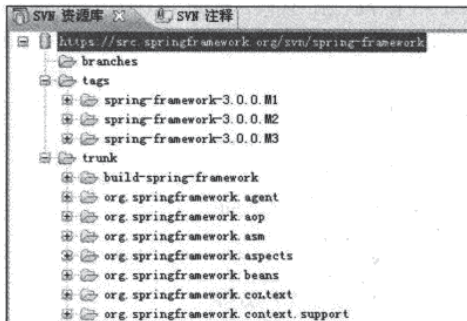 SVN 资源库 SVN 注释
https://src.springframework.org/svn/spring-framework
branches
tags
spring-framework-3.0.0.M1
spring-framework-3.0.0.M2
spring-framework-3.0.0.M3
trunk
build-spring-framework
org.springframework.agent
org.springframework.aop
org.springframework.asm
org.springframework.aspects
org.springframework.beans
org.springframework.context
org.springframework.context.support